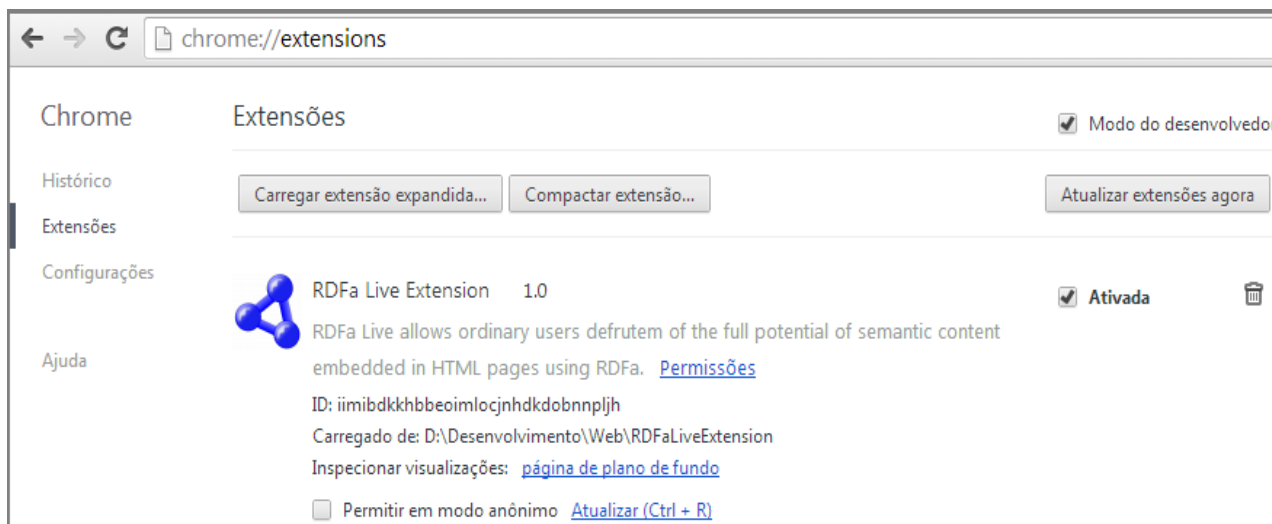 chrome://extensions
Chrome
Extensões
Modo do desenvolvedo
Histórico
Carregar extensão expandida...
Compactar extensão...
Atualizar extensões agora
Extensões
Configurações
RDFa Live Extension 1.0
Ativada
RDFa Live allows ordinary users defrutem of the full potential of semantic content
embedded in HTML pages using RDFa. Permissões
Ajuda
ID: iimibdkkhbbeoimlocjnhdkdobnnpljh
Carregado de: D:\Desenvolvimento\Web\RDFaLiveExtension
Inspecionar visualizações: página de plano de fundo
Permitir em modo anônimo Atualizar (Ctrl + R)